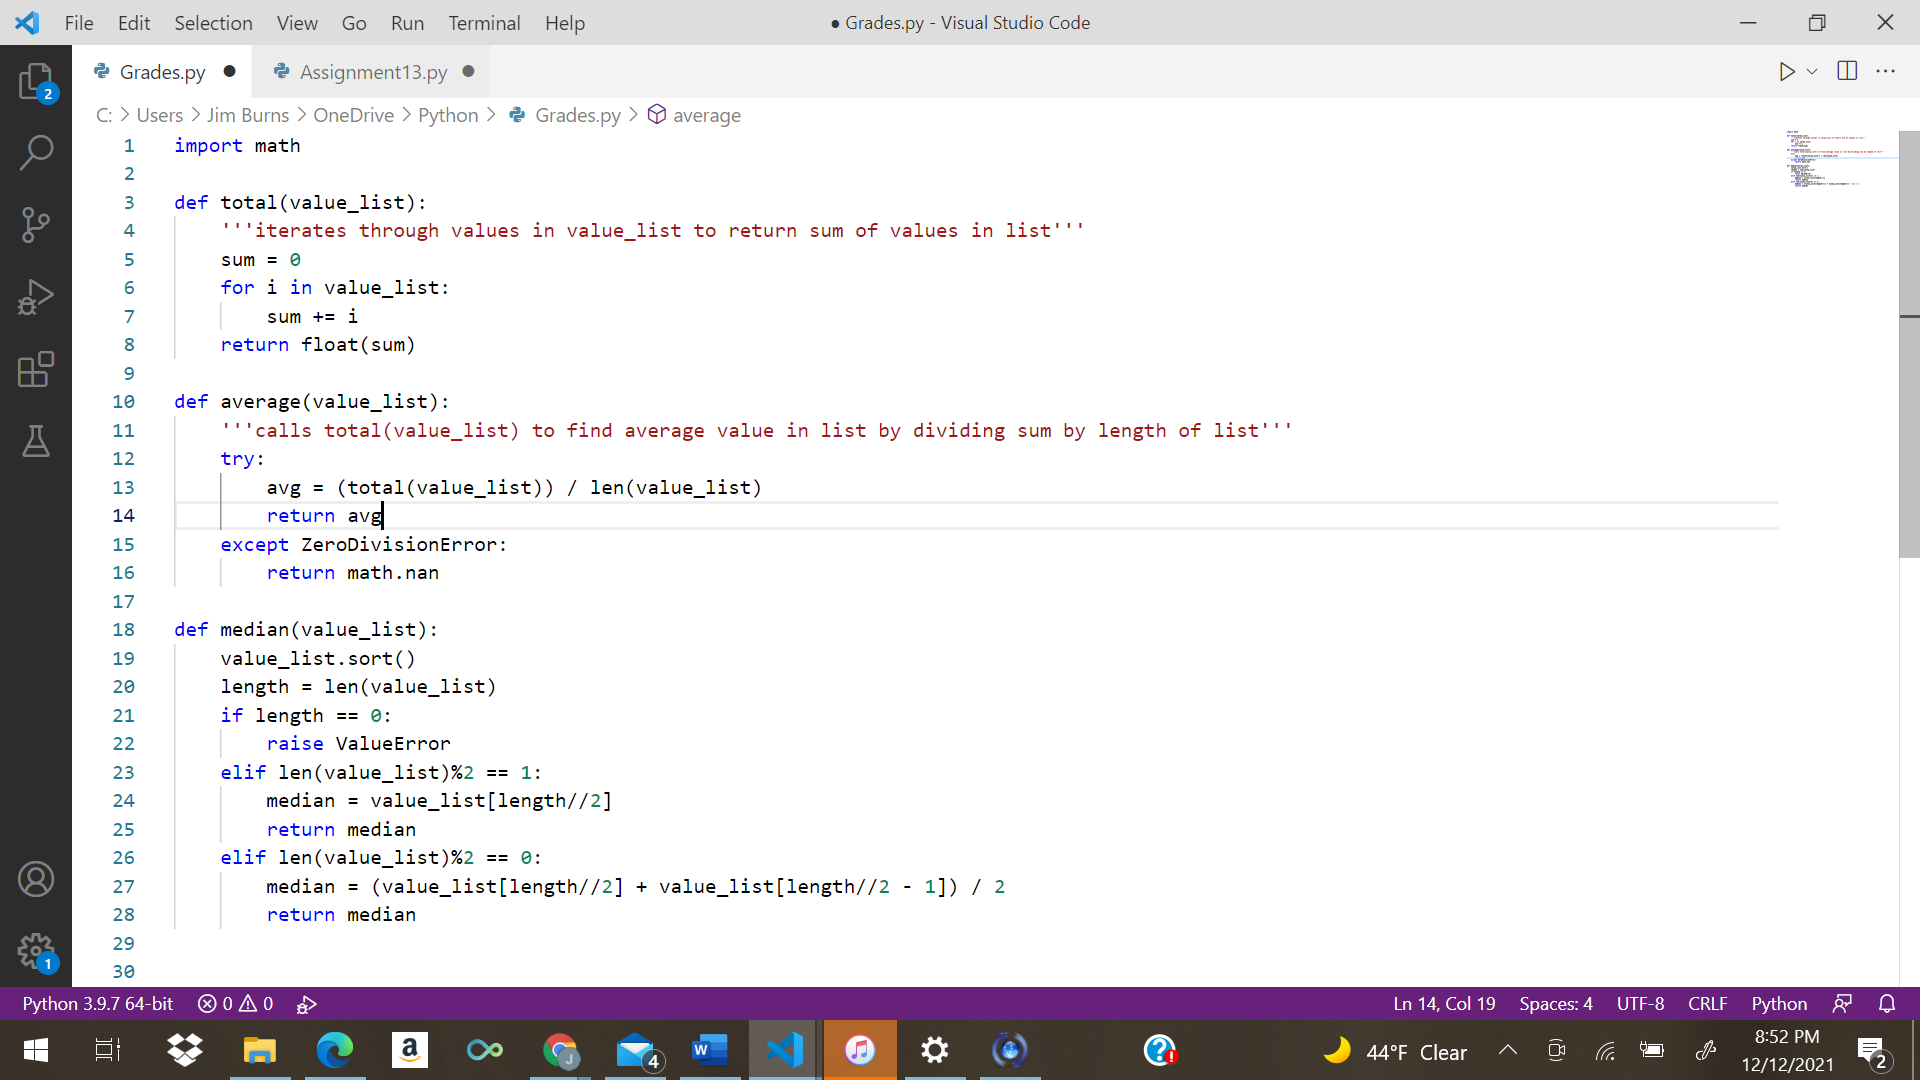 File Edit Selection View Go Run Terminal Help ● Grades.py - Visual Studio Code
Grades.py ● Assignment13.py ●
2
C: > Users > Jim Burns > OneDrive > Python > Grades.py > average
1 import math
2
3 def total(value_list):
4 '''iterates through values in value_list to return sum of values in list'''
5 sum = 0
6 for i in value_list:
7 sum += i
8 return float(sum)
9
10 def average(value_list):
11 '''calls total(value_list) to find average value in list by dividing sum by length of list'''
12 try:
13 avg = (total(value_list)) / len(value_list)
14 return avg
15 except ZeroDivisionError:
16 return math.nan
17
18 def median(value_list):
19 value_list.sort()
20 length = len(value_list)
21 if length == 0:
22 raise ValueError
23 elif len(value_list)%2 == 1:
24 median = value_list[length//2]
25 return median
26 elif len(value_list)%2 == 0:
27 median = (value_list[length//2] + value_list[length//2 - 1]) / 2
28 return median
29
30
1
Python 3.9.7 64-bit 0 0 Ln 14, Col 19 Spaces: 4 UTF-8 CRLF Python
a J 4 W ? ! 44°F Clear 8:52 PM
12/12/2021 2